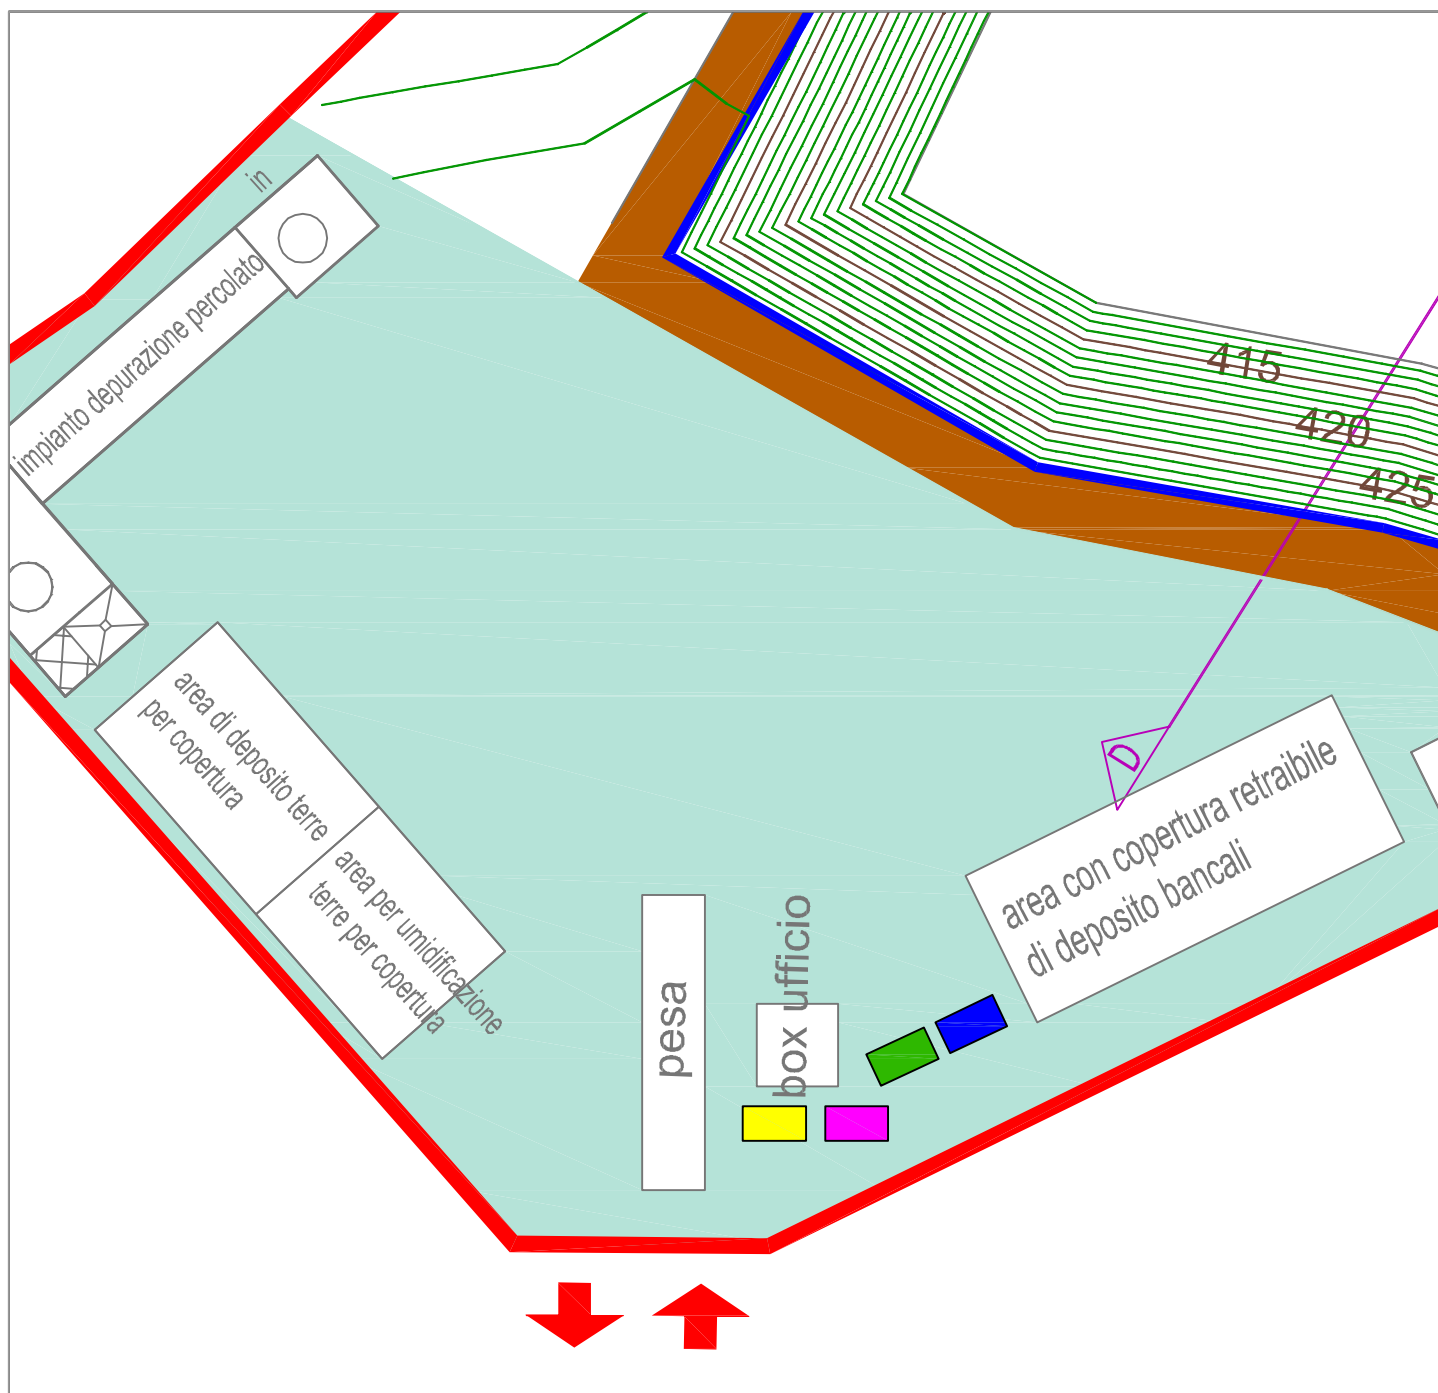 in
impianto depurazione percolato
415
420
425
area di deposito terre
per copertura
area per umidificazione
terre per copertura
D
area con copertura retraibile
di deposito bancali
pesa
box ufficio